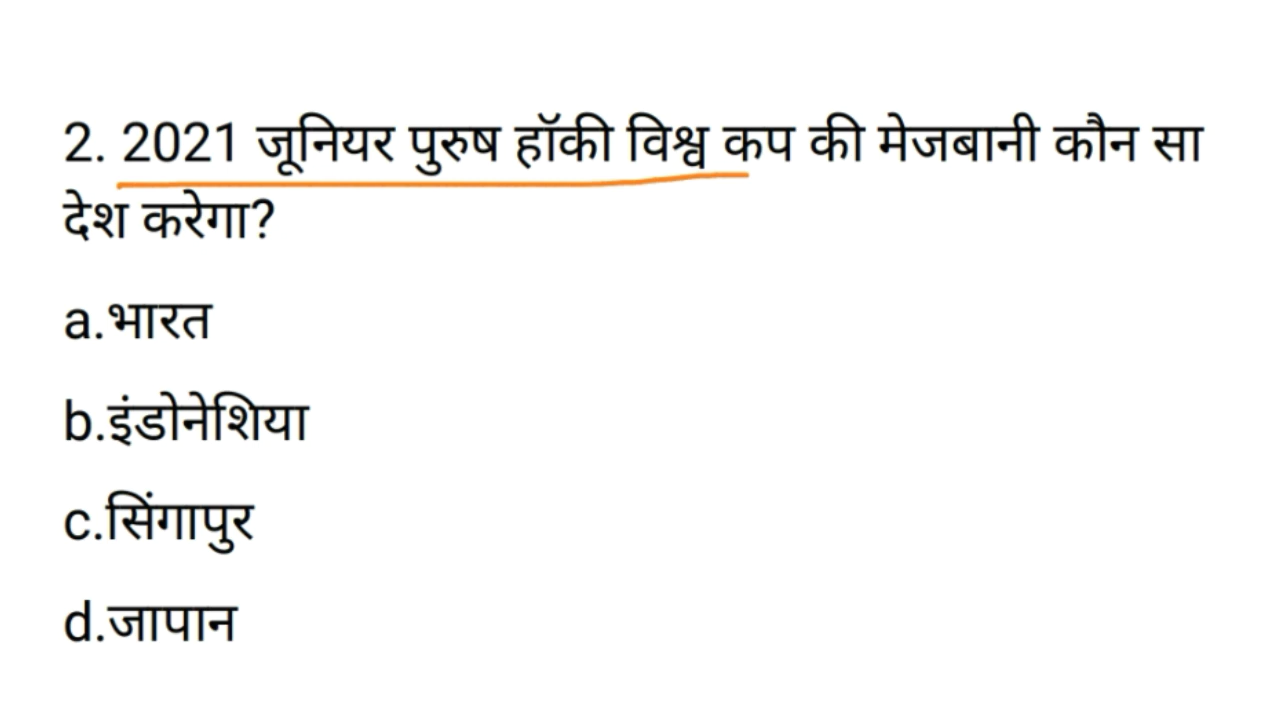 2. 2021 जूनियर पुरुष हॉकी विश्व कप की मेजबानी कौन सा
देश करेगा?
a.भारत
b.इंडोनेशिया
c.सिंगापुर
d.जापान